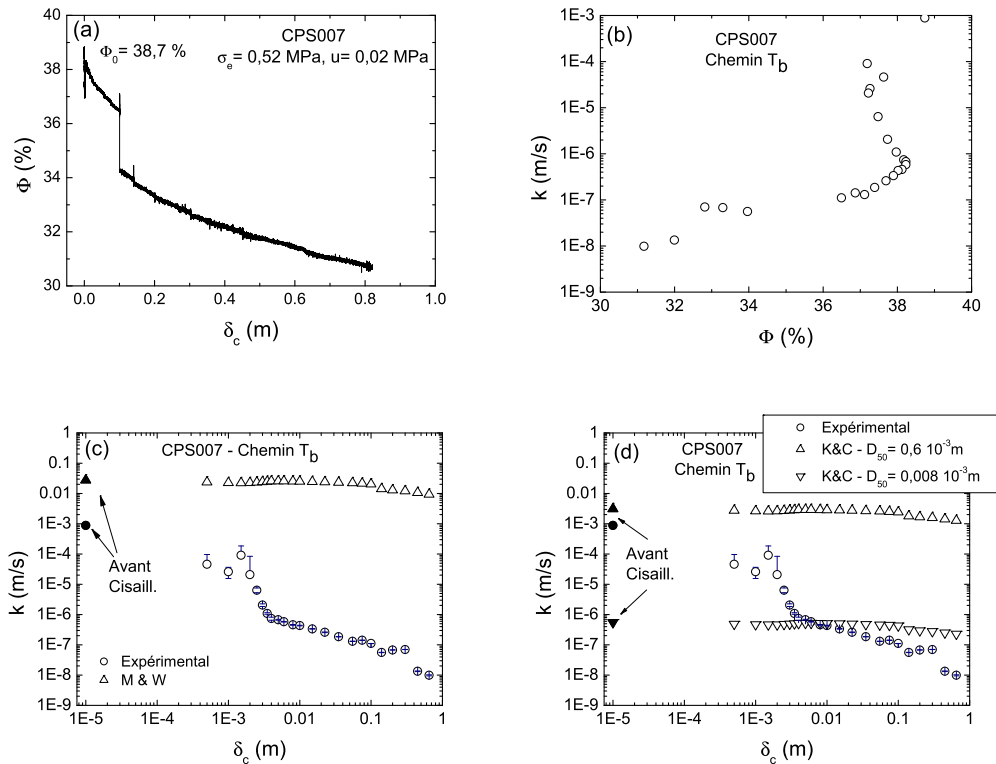 (a)
CPS007
Φ0= 38,7 %
σe= 0,52 MPa, u= 0,02 MPa
40
38
36
34
32
30
Φ (%)
0.0 0.2 0.4 0.6 0.8 1.0
δc (m)
(b)
CPS007
Chemin Tb
1E-3
1E-4
1E-5
1E-6
1E-7
1E-8
1E-9
k (m/s)
30 32 34 36 38 40
Φ (%)
(c)
CPS007 - Chemin Tb
1
0.1
0.01
1E-3
1E-4
1E-5
1E-6
1E-7
1E-8
1E-9
k (m/s)
Avant
Cisaill.
Expérimental
M & W
1E-5 1E-4 1E-3 0.01 0.1 1
δc (m)
(d)
CPS007
Chemin Tb
Expérimental
K&C - D50= 0,6 10-3m
K&C - D50= 0,008 10-3m
1
0.1
0.01
1E-3
1E-4
1E-5
1E-6
1E-7
1E-8
1E-9
k (m/s)
Avant
Cisaill.
1E-5 1E-4 1E-3 0.01 0.1 1
δc (m)